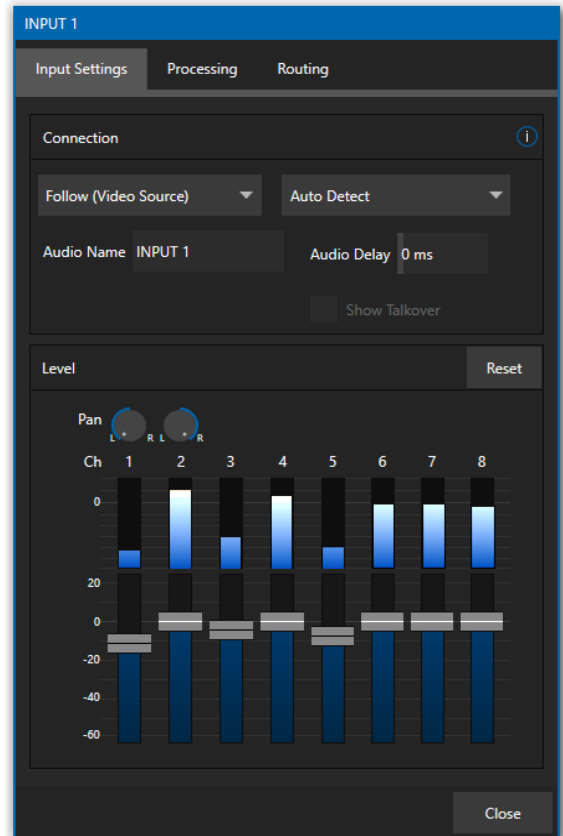 INPUT 1
Input Settings Processing Routing
Connection i
Follow (Video Source) Auto Detect
Audio Name INPUT 1 Audio Delay 0 ms
Show Talkover
Level Reset
Pan L R L R
Ch 1 2 3 4 5 6 7 8
0
20
0
-20
-40
-60
Close